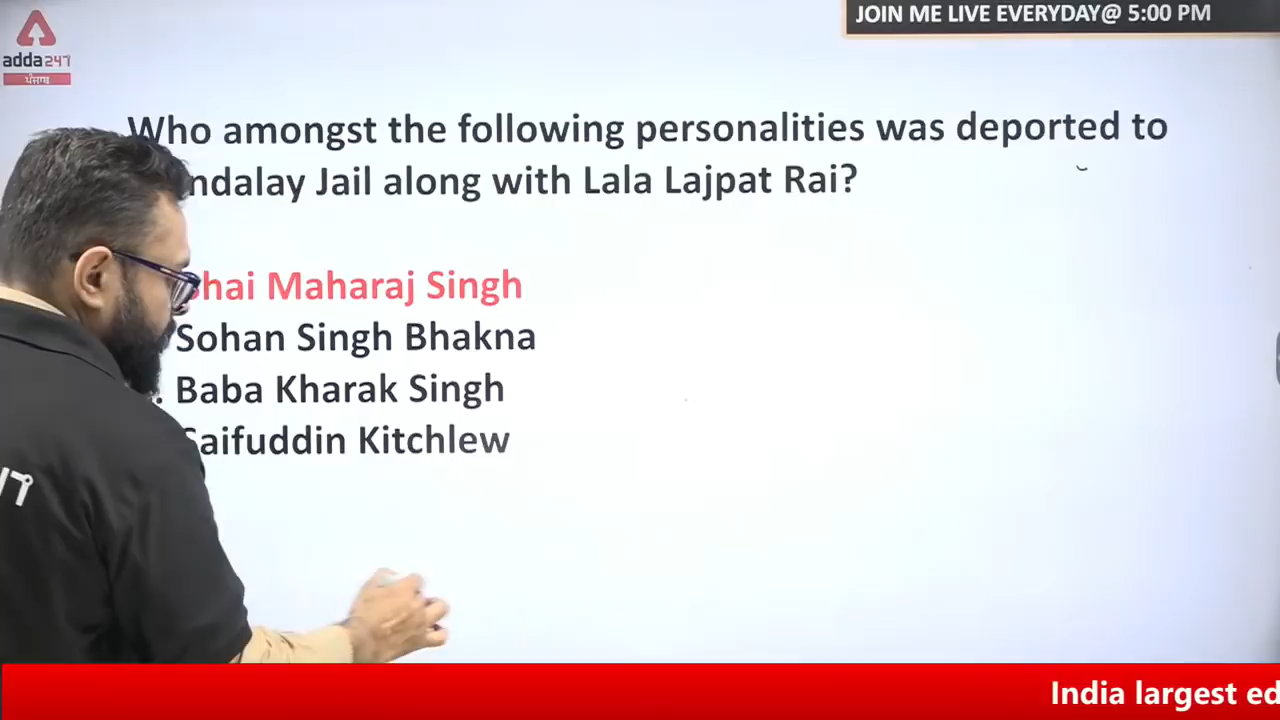 JOIN ME LIVE EVERYDAY@ 5:00 PM
adda247
ਪੰਜਾਬ
Who amongst the following personalities was deported to
ndalay Jail along with Lala Lajpat Rai?
hai Maharaj Singh
Sohan Singh Bhakna
. Baba Kharak Singh
Saifuddin Kitchlew
India largest ed